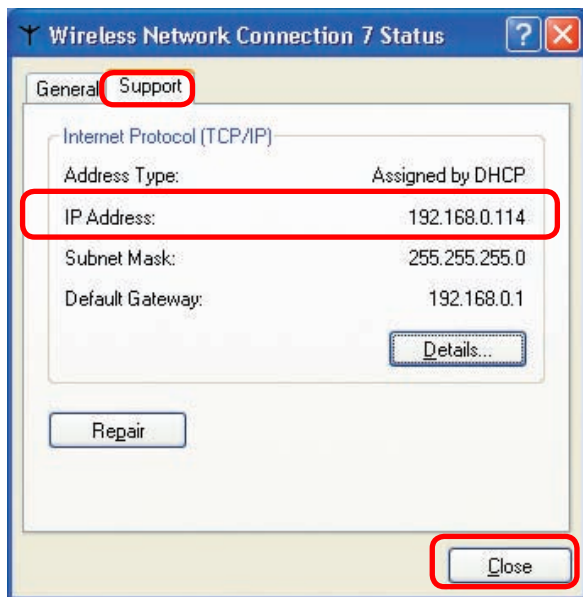 Wireless Network Connection 7 Status
General Support
Internet Protocol (TCP/IP)
Address Type: Assigned by DHCP
IP Address: 192.168.0.114
Subnet Mask: 255.255.255.0
Default Gateway: 192.168.0.1
Details...
Repair
Close